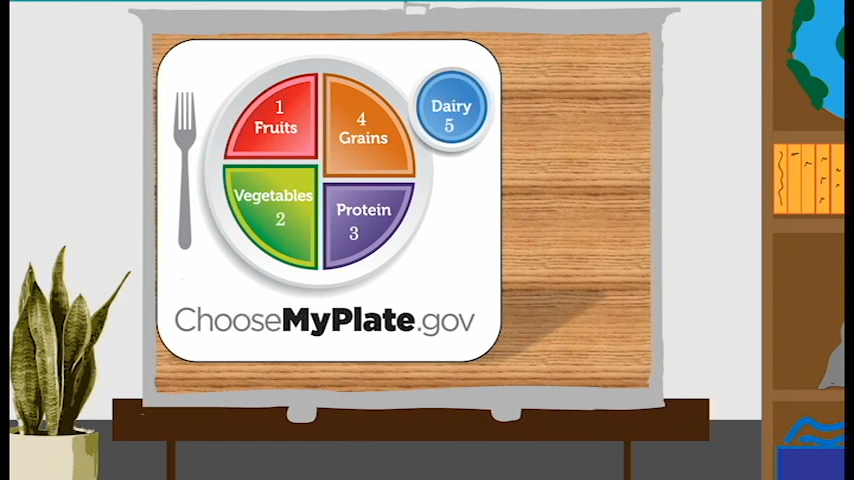 1
Fruits
4
Grains
Dairy
5
Vegetables
2
Protein
3
ChooseMyPlate.gov